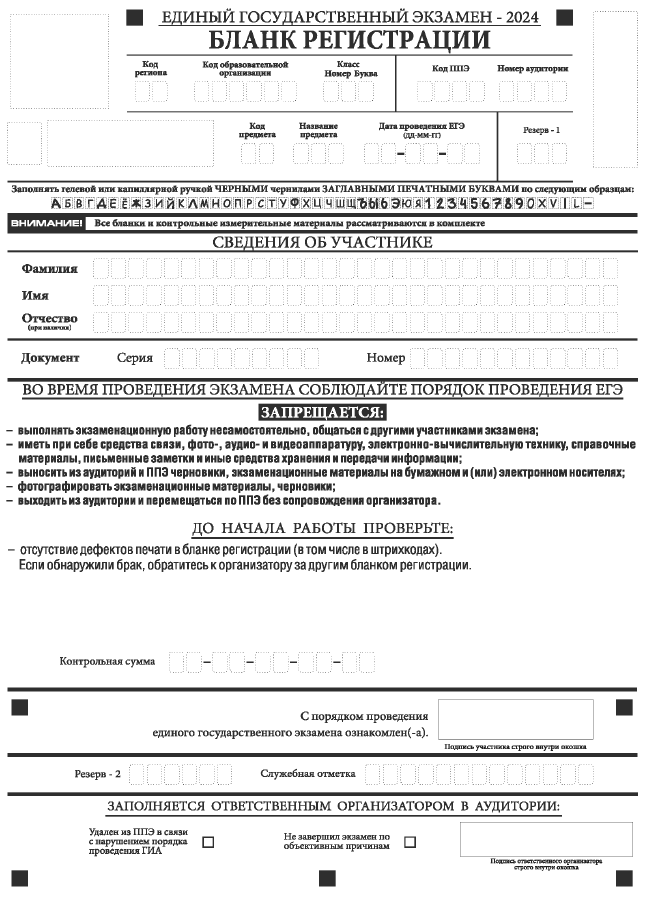 ЕДИНЫЙ ГОСУДАРСТВЕННЫЙ ЭКЗАМЕН - 2024
БЛАНК РЕГИСТРАЦИИ
Код региона
Код образовательной организации
Класс
Номер Буква
Код ППЭ
Номер аудитории
Код предмета
Название предмета
Дата проведения ЕГЭ
(ДД-ММ-ГГ)
Резерв - 1
Заполнять гелевой или капиллярной ручкой ЧЕРНЫМИ чернилами ЗАГЛАВНЫМИ ПЕЧАТНЫМИ БУКВАМИ по следующим образцам:
АБВГДЕЁЖЗИЙКЛМНОПРСТУФХЦЧШЩЪЫЬЭЮЯ1234567890XVIL-
ВНИМАНИЕ! Все бланки и контрольные измерительные материалы рассматриваются в комплекте
СВЕДЕНИЯ ОБ УЧАСТНИКЕ
Фамилия
Имя
Отчество
(при наличии)
Документ Серия Номер
ВО ВРЕМЯ ПРОВЕДЕНИЯ ЭКЗАМЕНА СОБЛЮДАЙТЕ ПОРЯДОК ПРОВЕДЕНИЯ ЕГЭ
ЗАПРЕЩАЕТСЯ:
– выполнять экзаменационную работу несамостоятельно, общаться с другими участниками экзамена;
– иметь при себе средства связи, фото-, аудио- и видеоаппаратуру, электронно-вычислительную технику, справочные
материалы, письменные заметки и иные средства хранения и передачи информации;
– выносить из аудиторий и ППЭ черновики, экзаменационные материалы на бумажном и (или) электронном носителях;
– фотографировать экзаменационные материалы, черновики;
– выходить из аудитории и перемещаться по ППЭ без сопровождения организатора.
ДО НАЧАЛА РАБОТЫ ПРОВЕРЬТЕ:
– отсутствие дефектов печати в бланке регистрации (в том числе в штрихкодах).
Если обнаружили брак, обратитесь к организатору за другим бланком регистрации.
Контрольная сумма
С порядком проведения
единого государственного экзамена ознакомлен(-а).
Подпись участника строго внутри окошка
Резерв - 2 Служебная отметка
ЗАПОЛНЯЕТСЯ ОТВЕТСТВЕННЫМ ОРГАНИЗАТОРОМ В АУДИТОРИИ:
Удален из ППЭ в связи
с нарушением порядка
проведения ГИА
Не завершил экзамен по
объективным причинам
Подпись ответственного организатора
строго внутри окошка